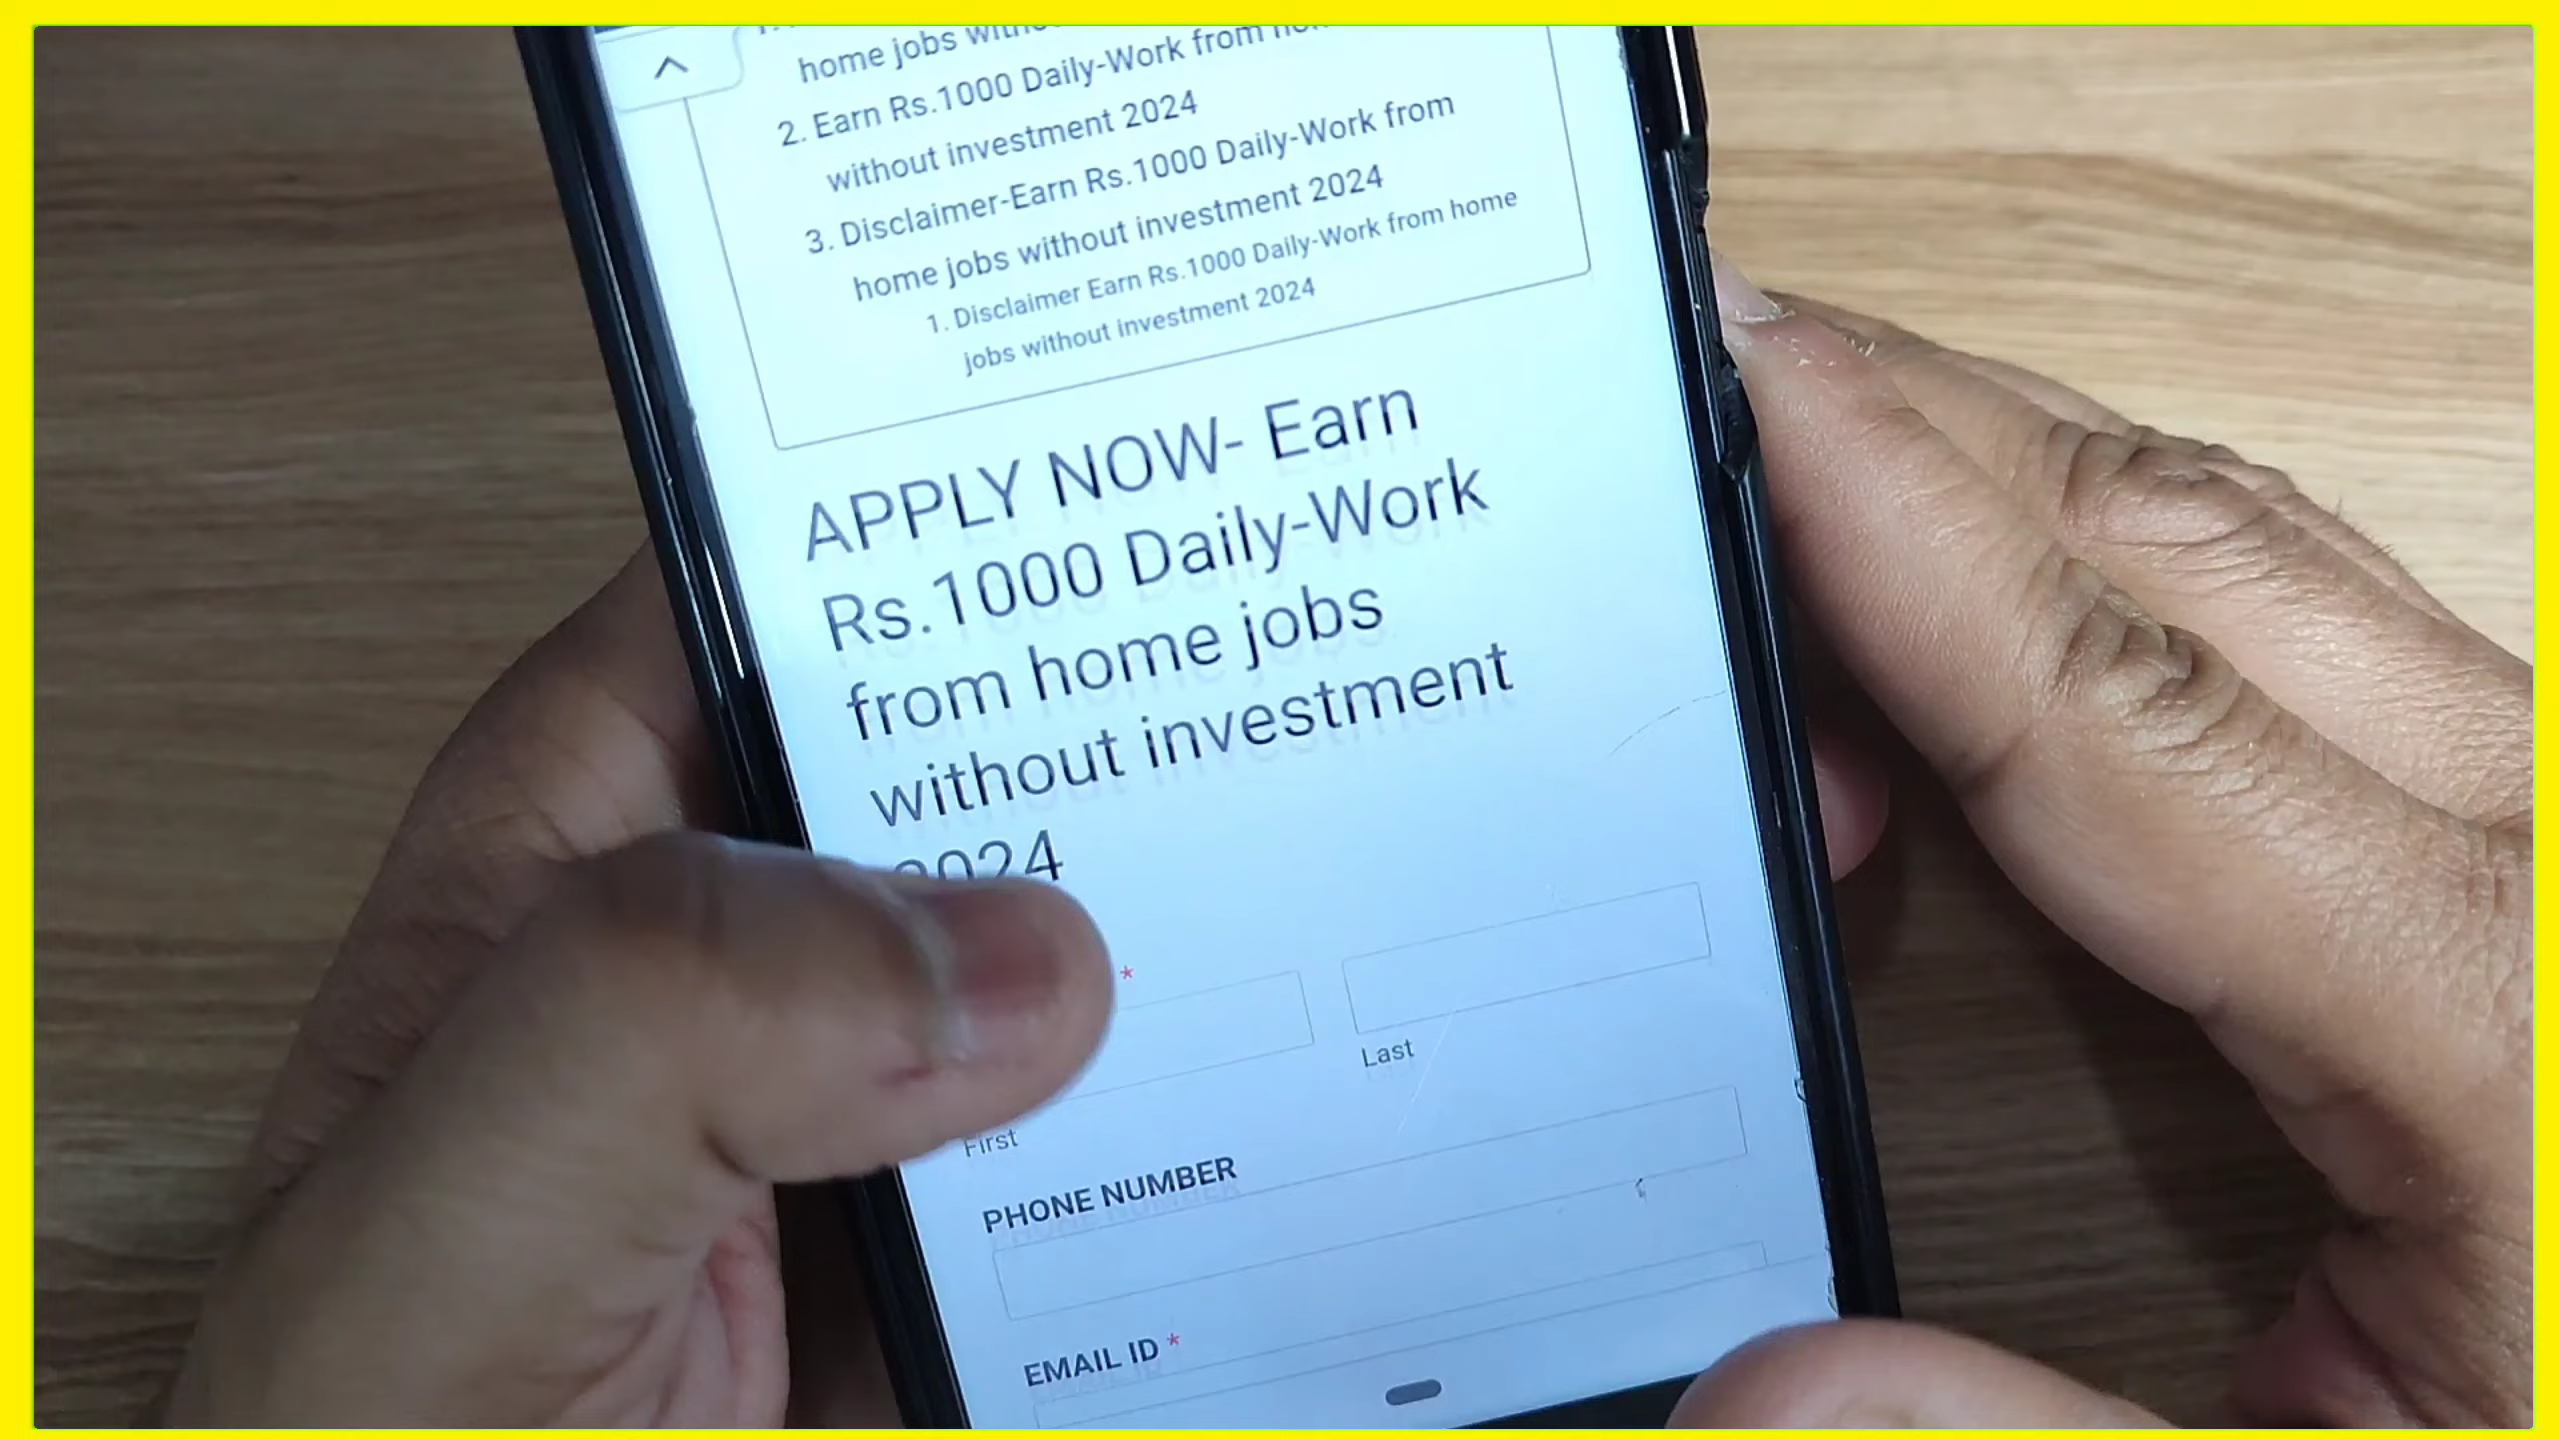 home jobs
2. Earn Rs.1000 Daily-Work from
without investment 2024
3. Disclaimer-Earn Rs.1000 Daily-Work from
home jobs without investment 2024
1. Disclaimer Earn Rs.1000 Daily-Work from home
jobs without investment 2024
APPLY NOW- Earn
Rs.1000 Daily-Work
from home jobs
without investment
2024
*
Last
First
PHONE NUMBER
EMAIL ID *